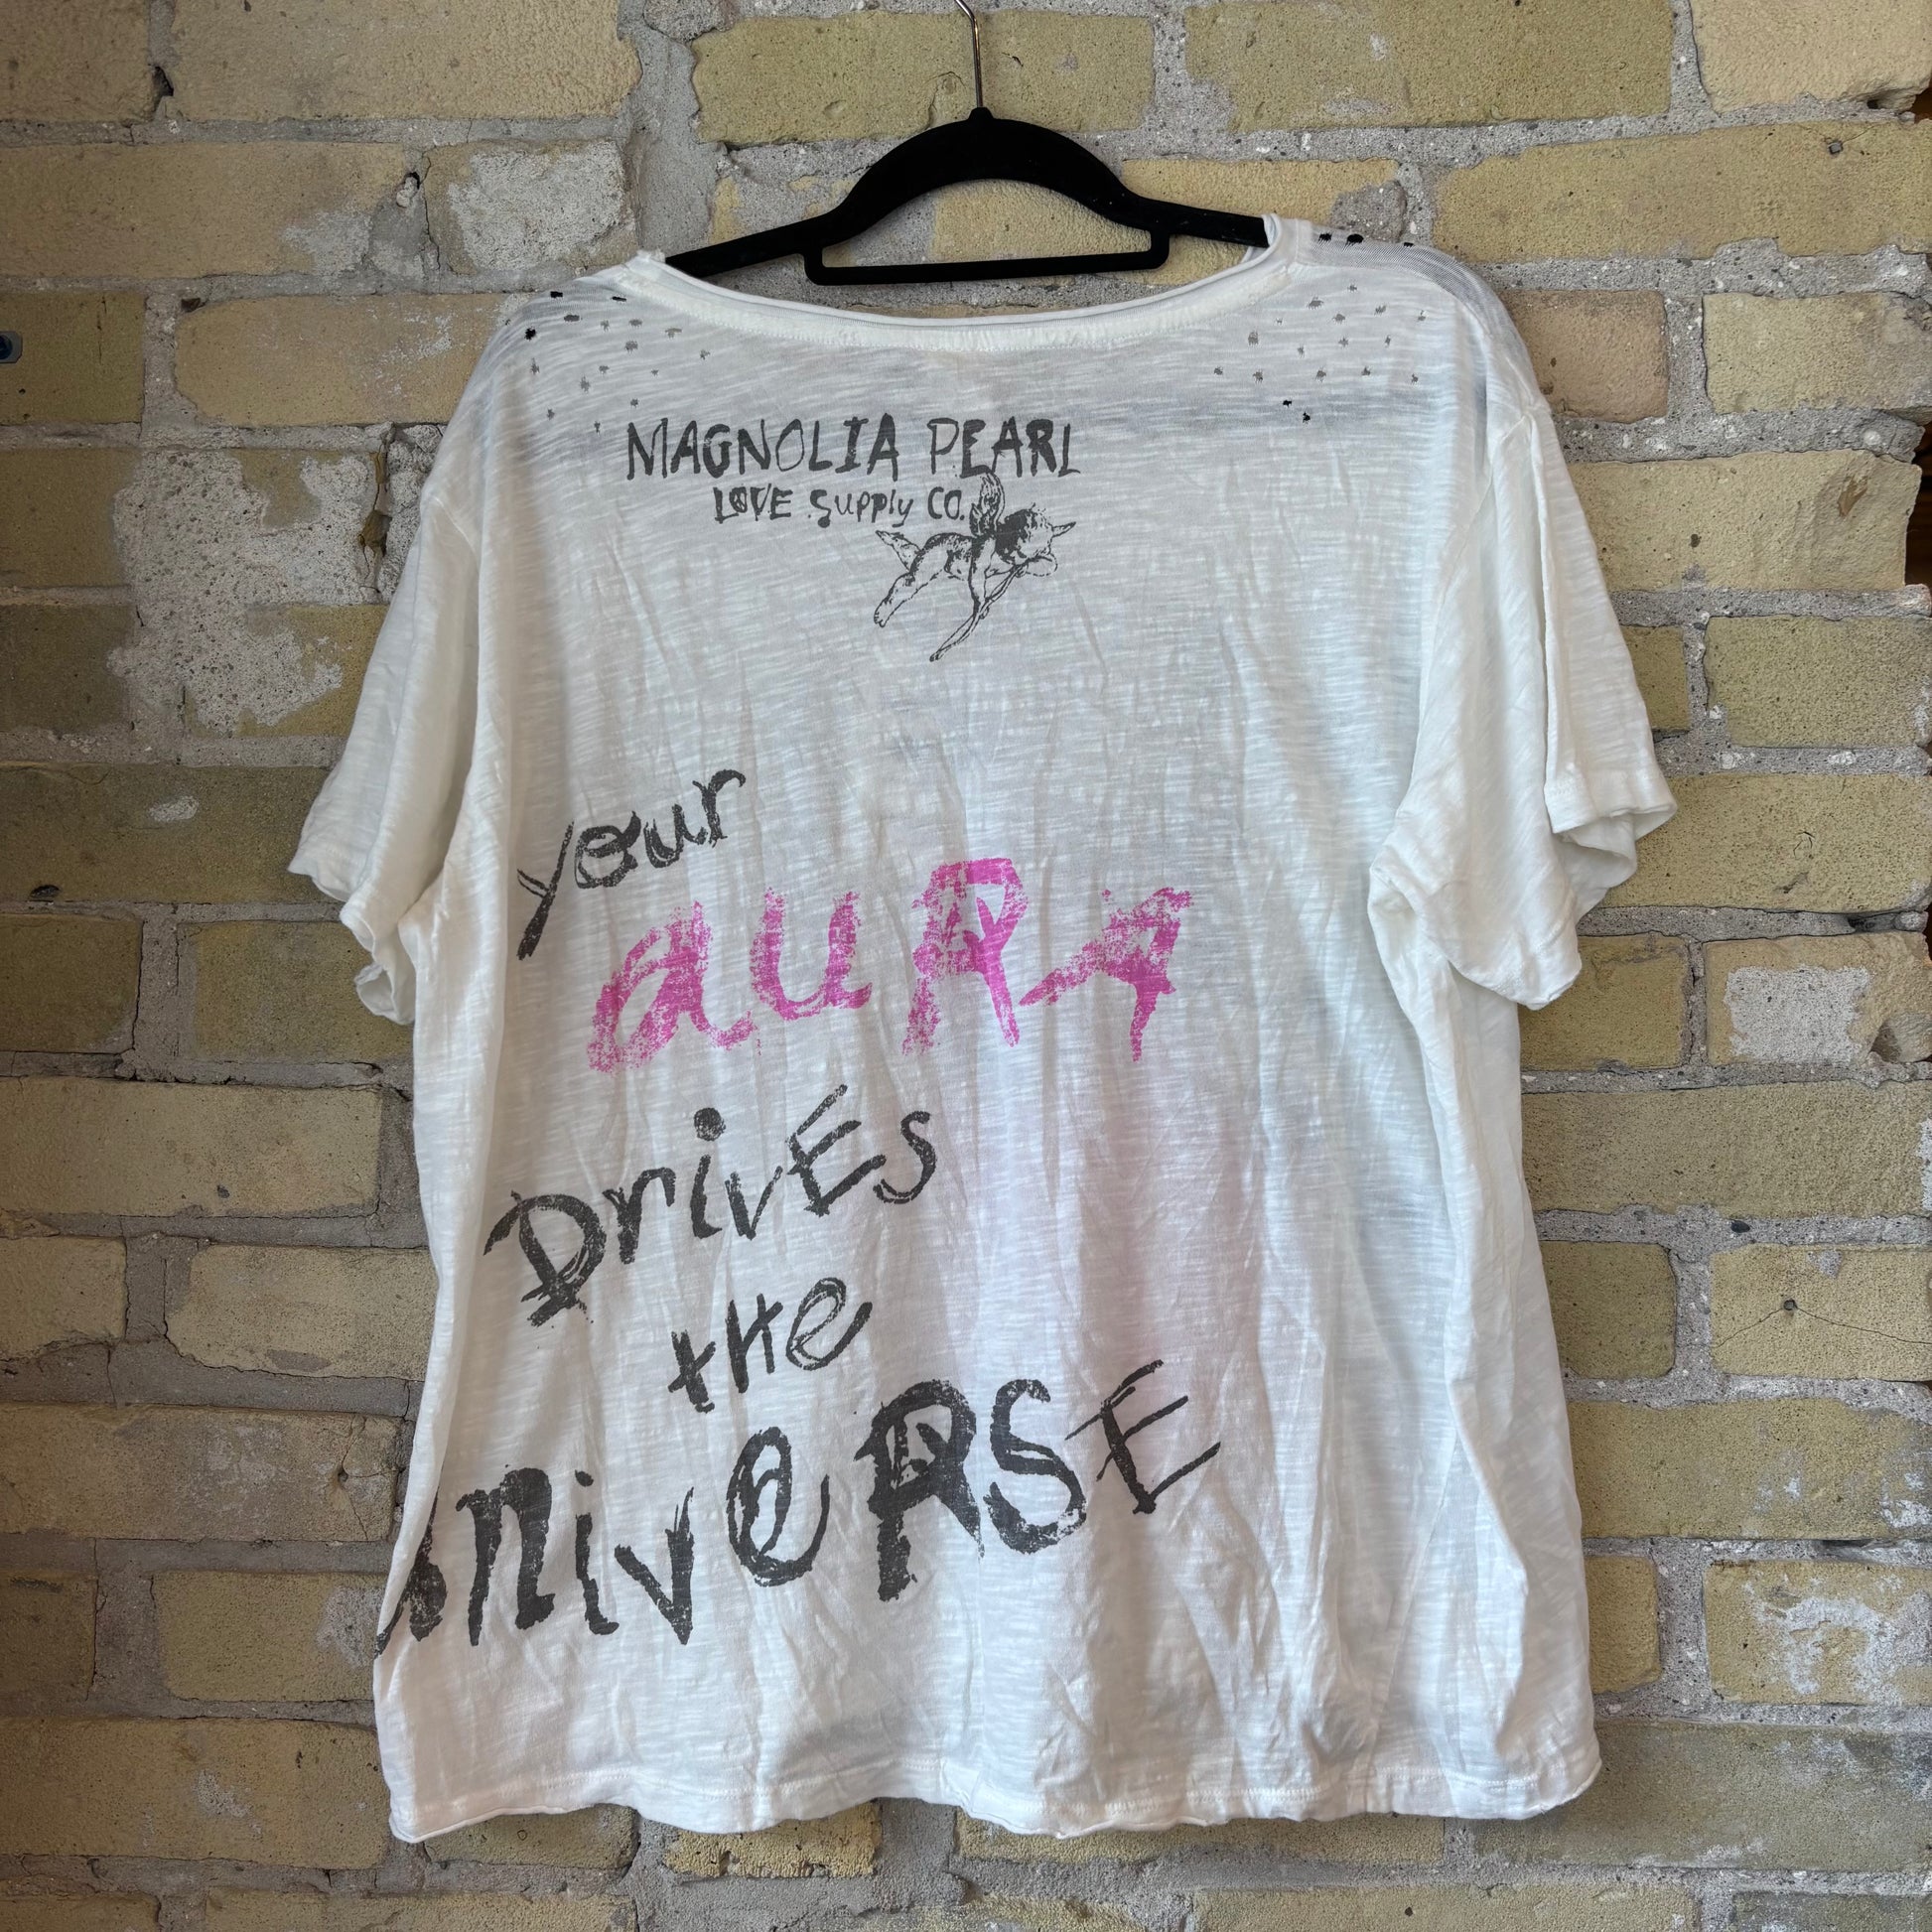 MAGNOLIA PEARL
LOVE Supply CO.
your
auRA
DrivEs
tHe
univeRSE